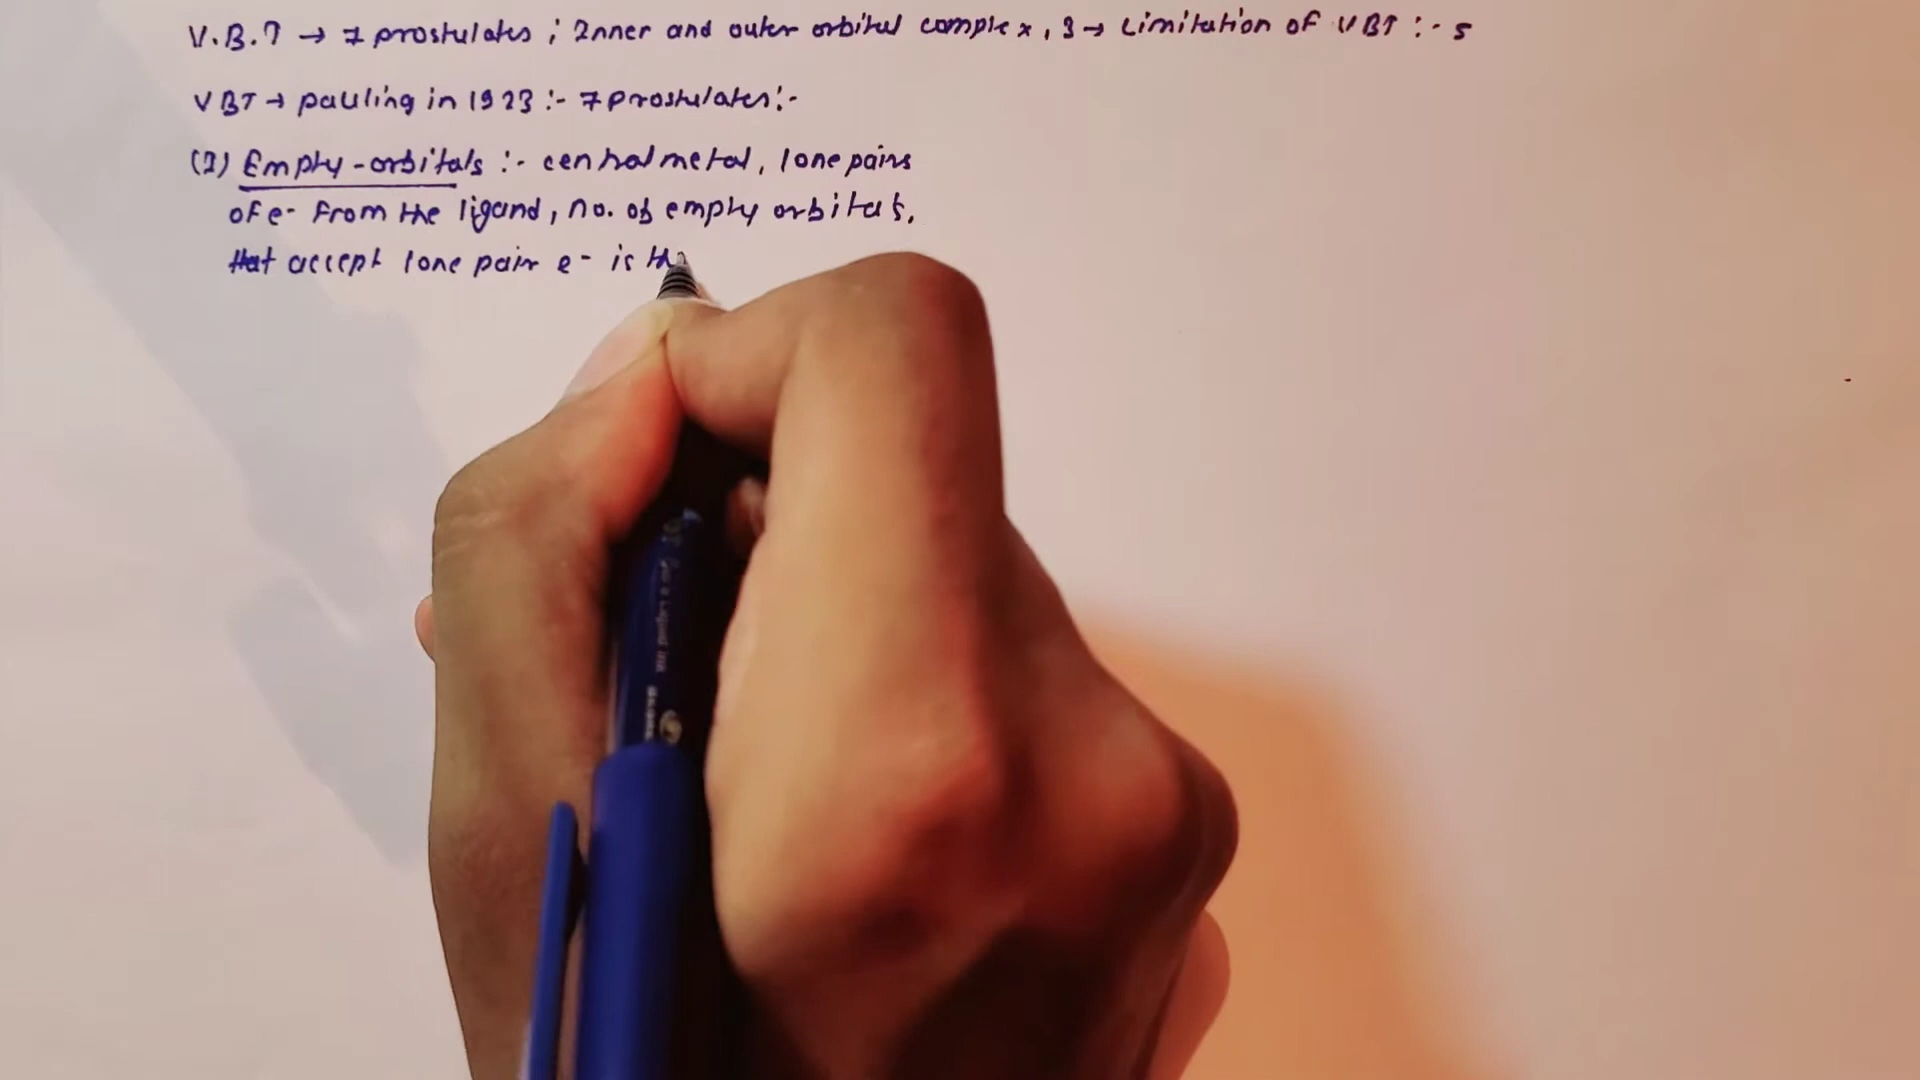 V.B.T → 7 prostulates ; Inner and outer orbital complex, 3 → Limitation of VBT :- 5
VBT → pauling in 1923 :- 7 Prostulates :-
(I) Empty-orbitals :- central metal, lone pairs
of e- From the ligand, no. of empty orbitals,
that accept lone pair e- is th